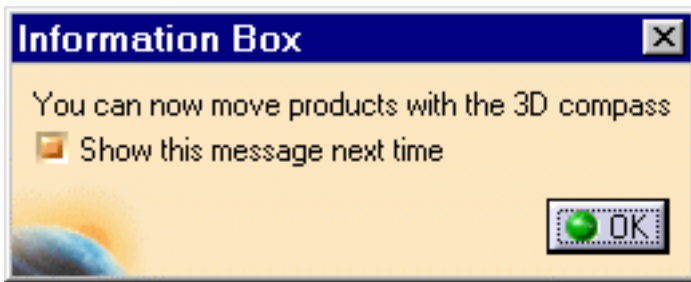 Information Box
You can now move products with the 3D compass
Show this message next time
OK